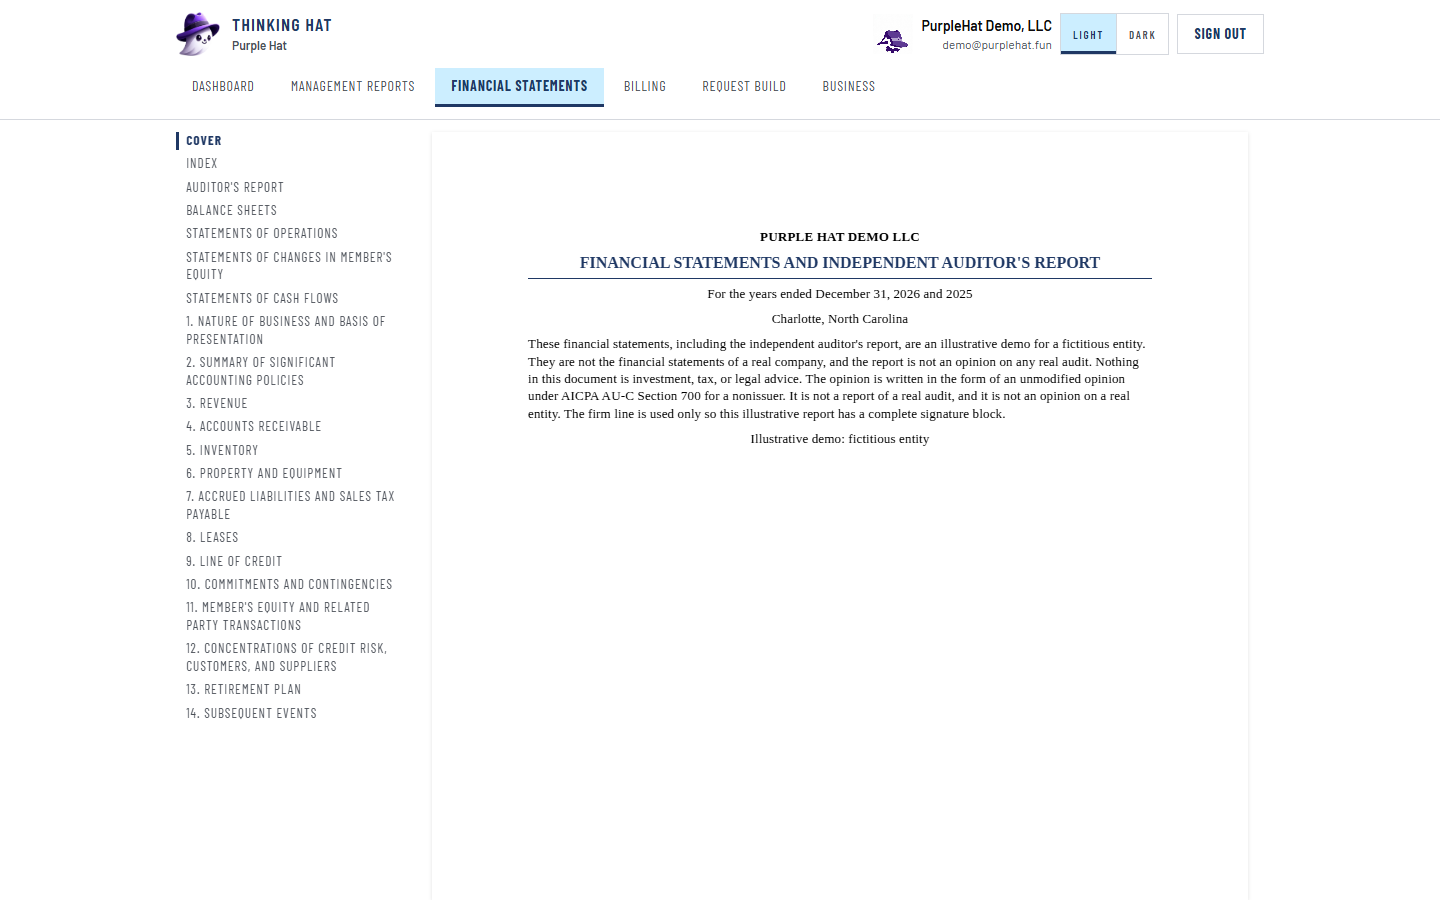 THINKING HAT
Purple Hat
PurpleHat Demo, LLC
demo@purplehat.fun
LIGHT
DARK
SIGN OUT
DASHBOARD
MANAGEMENT REPORTS
FINANCIAL STATEMENTS
BILLING
REQUEST BUILD
BUSINESS
COVER
INDEX
AUDITOR'S REPORT
BALANCE SHEETS
STATEMENTS OF OPERATIONS
STATEMENTS OF CHANGES IN MEMBER'S
EQUITY
STATEMENTS OF CASH FLOWS
1. NATURE OF BUSINESS AND BASIS OF
PRESENTATION
2. SUMMARY OF SIGNIFICANT
ACCOUNTING POLICIES
3. REVENUE
4. ACCOUNTS RECEIVABLE
5. INVENTORY
6. PROPERTY AND EQUIPMENT
7. ACCRUED LIABILITIES AND SALES TAX
PAYABLE
8. LEASES
9. LINE OF CREDIT
10. COMMITMENTS AND CONTINGENCIES
11. MEMBER'S EQUITY AND RELATED
PARTY TRANSACTIONS
12. CONCENTRATIONS OF CREDIT RISK,
CUSTOMERS, AND SUPPLIERS
13. RETIREMENT PLAN
14. SUBSEQUENT EVENTS
PURPLE HAT DEMO LLC
FINANCIAL STATEMENTS AND INDEPENDENT AUDITOR'S REPORT
For the years ended December 31, 2026 and 2025
Charlotte, North Carolina
These financial statements, including the independent auditor's report, are an illustrative demo for a fictitious entity.
They are not the financial statements of a real company, and the report is not an opinion on any real audit. Nothing
in this document is investment, tax, or legal advice. The opinion is written in the form of an unmodified opinion
under AICPA AU-C Section 700 for a nonissuer. It is not a report of a real audit, and it is not an opinion on a real
entity. The firm line is used only so this illustrative report has a complete signature block.
Illustrative demo: fictitious entity